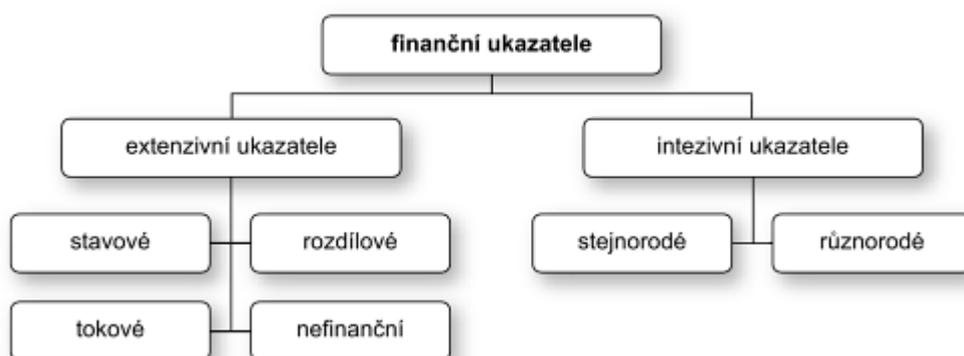 finanční ukazatele
extenzivní ukazatele
intezivní ukazatele
stavové
rozdílové
stejnorodé
různorodé
tokové
nefinanční